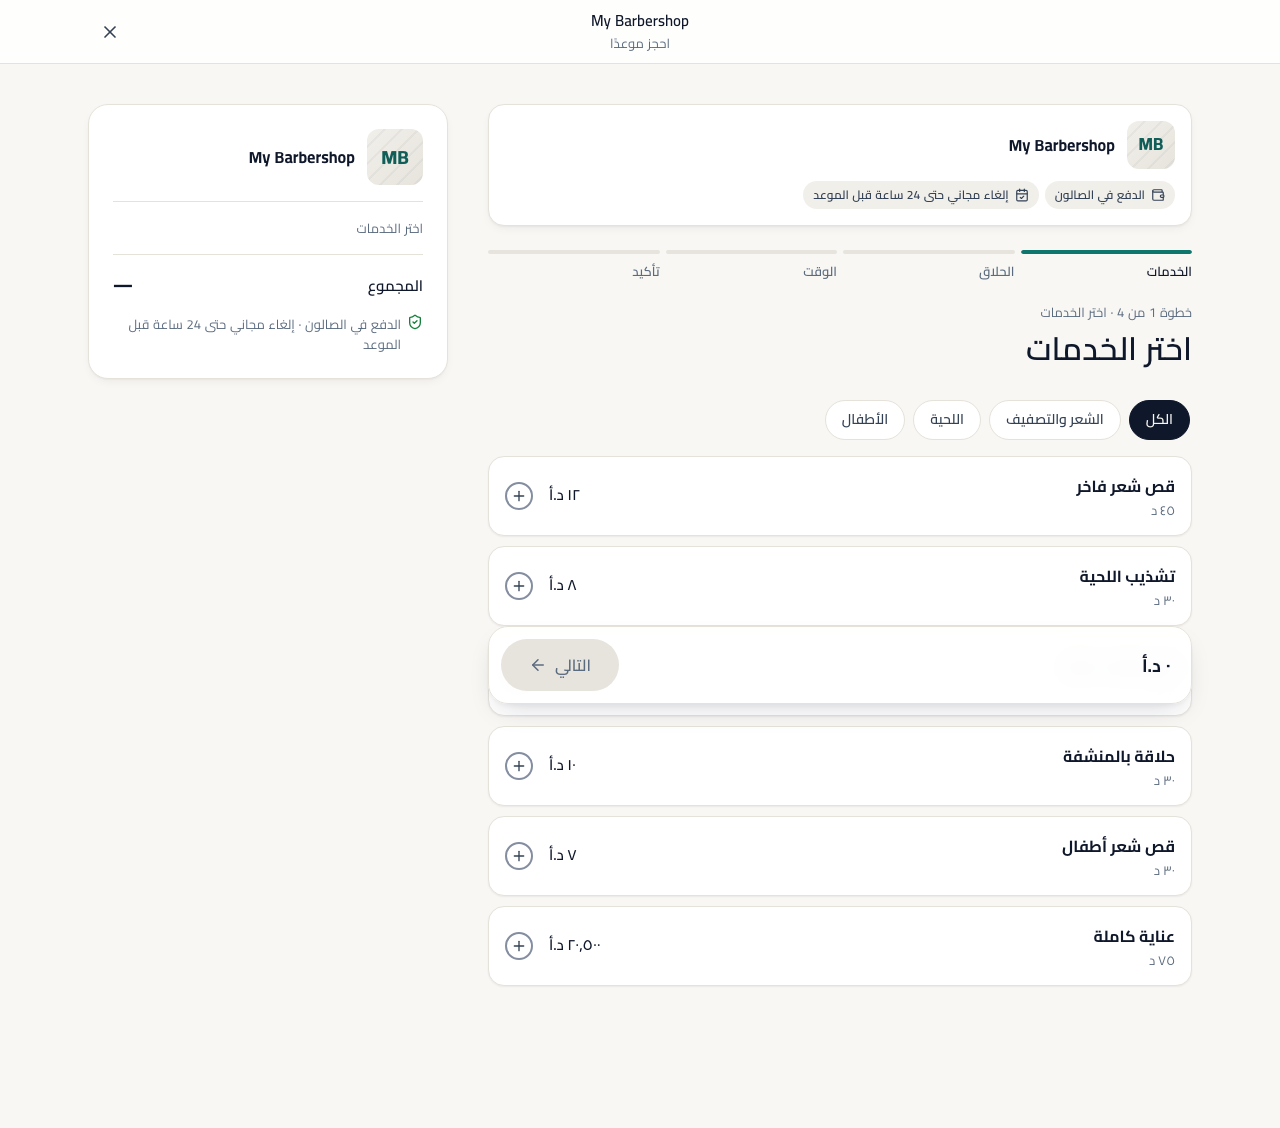 My Barbershop
احجز موعدًا
MB
My Barbershop
الدفع في الصالون
إلغاء مجاني حتى 24 ساعة قبل الموعد
الخدمات
الحلاق
الوقت
تأكيد
خطوة 1 من 4 · اختر الخدمات
اختر الخدمات
الكل
الشعر والتصفيف
اللحية
الأطفال
قص شعر فاخر
٤٥ د
١٢ د.أ
تشذيب اللحية
٣٠ د
٨ د.أ
٠ د.أ
التالي
حلاقة بالمنشفة
٣٠ د
١٠ د.أ
قص شعر أطفال
٣٠ د
٧ د.أ
عناية كاملة
٧٥ د
٢٠,٥٠٠ د.أ
MB
My Barbershop
اختر الخدمات
المجموع
—
الدفع في الصالون · إلغاء مجاني حتى 24 ساعة قبل
الموعد